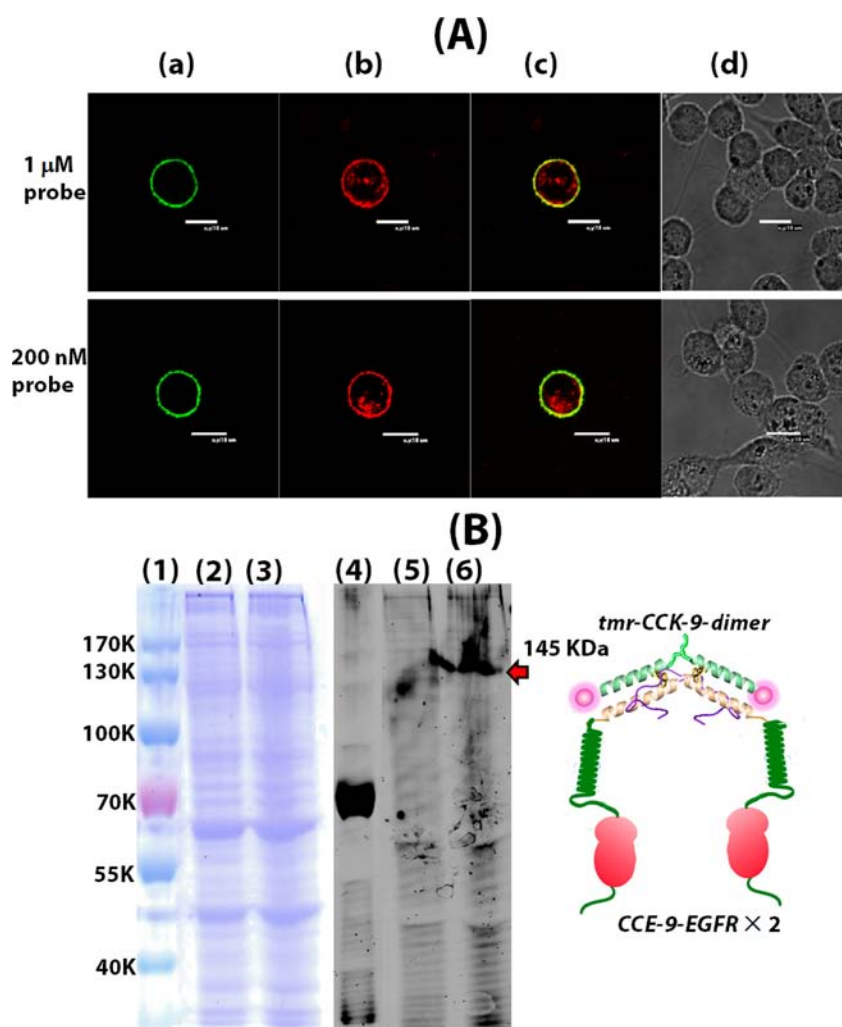 (A)
(a) (b) (c) (d)
1 μM
probe
200 nM
probe
(B)
(1) (2) (3) (4) (5) (6)
tmr-CCK-9-dimer
170K
145 KDa
130K
100K
70K
55K
CCE-9-EGFR × 2
40K